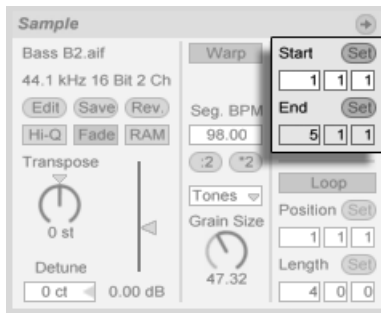 Sample
Bass B2.aif
44.1 kHz 16 Bit 2 Ch
Edit Save Rev.
Hi-Q Fade RAM
Transpose
0 st
Detune
0 ct 0.00 dB
Warp
Seg. BPM
98.00
:2 *2
Tones
Grain Size
47.32
Start Set
1 1 1
End Set
5 1 1
Loop
Position Set
1 1 1
Length Set
4 0 0